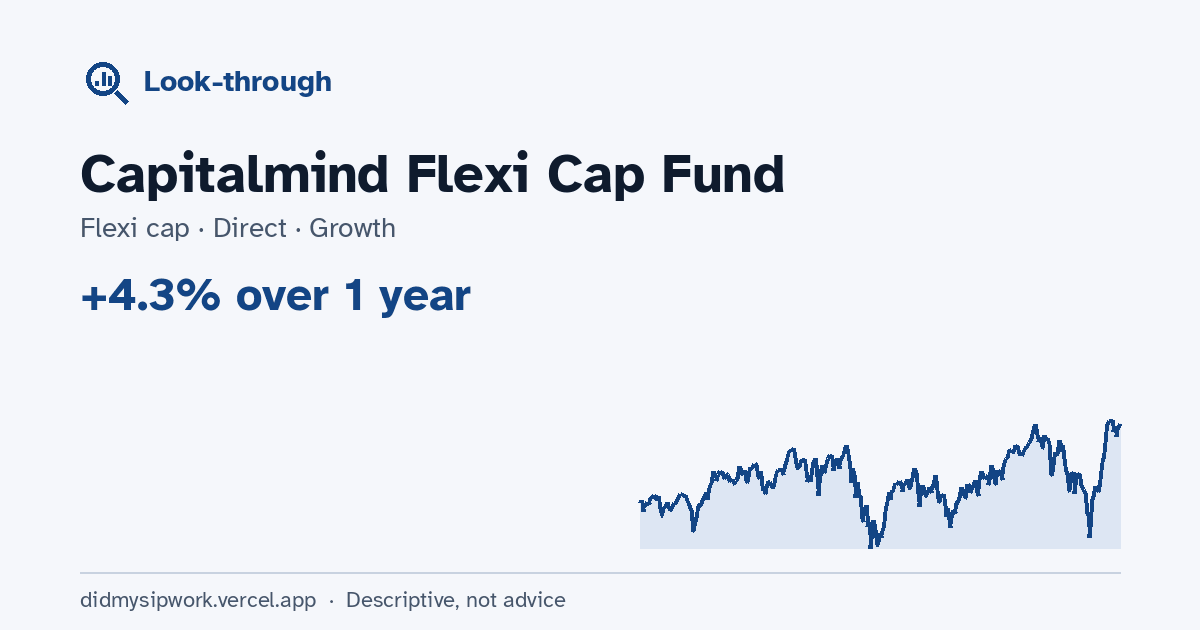 Look-through
Capitalmind Flexi Cap Fund
Flexi cap · Direct · Growth
+4.3% over 1 year
didmysipwork.vercel.app · Descriptive, not advice